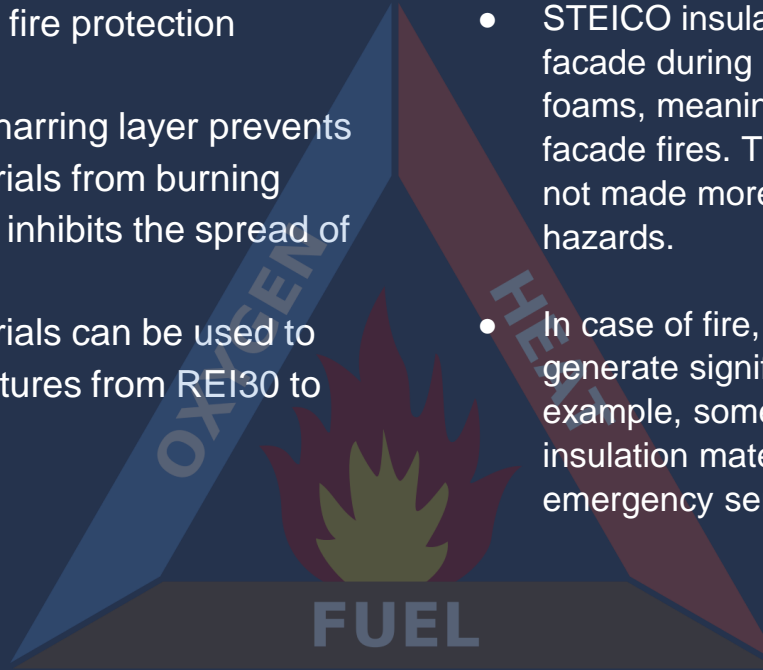 fire protection
harring layer prevents
rials from burning
inhibits the spread of
rials can be used to
tures from REI30 to
● STEICO insula
facade during
foams, meanin
facade fires. T
not made more
hazards.
● In case of fire,
generate signif
example, some
insulation mate
emergency se
OXYGEN
HEAT
FUEL